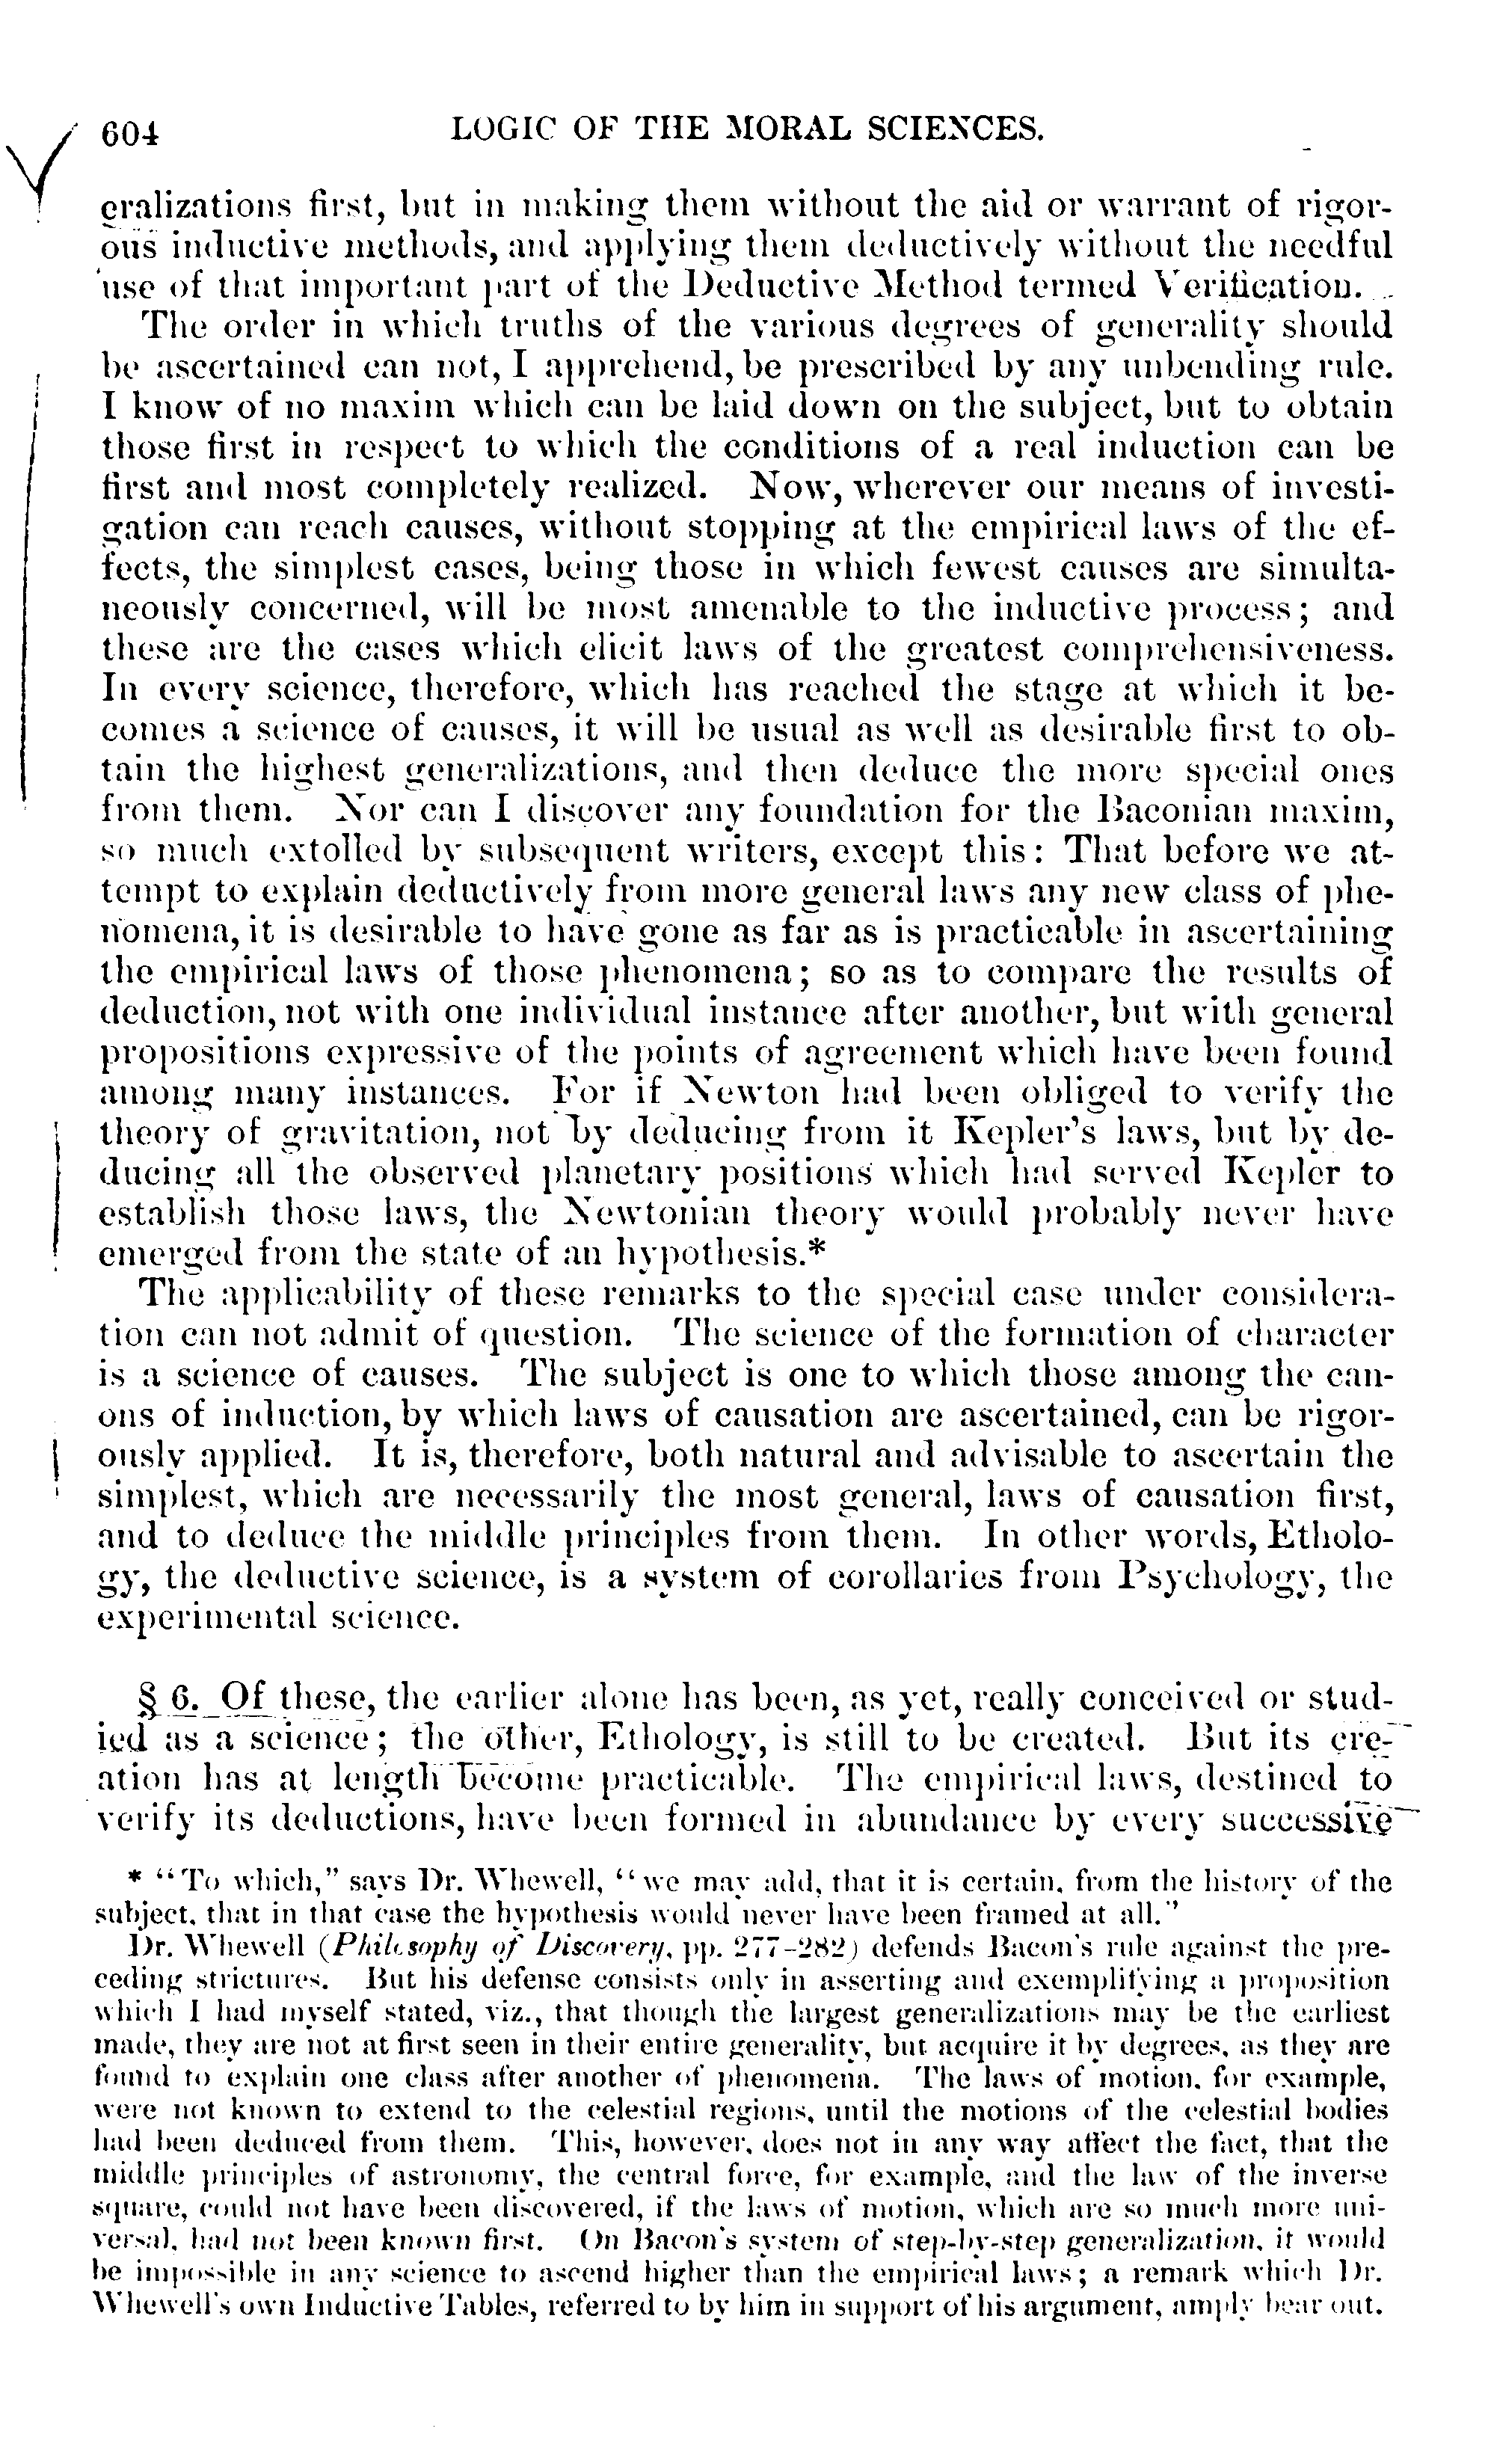 604 LOGIC OF THE MORAL SCIENCES.
eralizations first, but in making them without the aid or warrant of rigor-
ous inductive methods, and applying them deductively without the needful
use of that important part of the Deductive Method termed Verification.
The order in which truths of the various degrees of generality should
be ascertained can not, I apprehend, be prescribed by any unbending rule.
I know of no maxim which can be laid down on the subject, but to obtain
those first in respect to which the conditions of a real induction can be
first and most completely realized. Now, wherever our means of investi-
gation can reach causes, without stopping at the empirical laws of the ef-
fects, the simplest cases, being those in which fewest causes are simulta-
neously concerned, will be most amenable to the inductive process; and
these are the cases which elicit laws of the greatest comprehensiveness.
In every science, therefore, which has reached the stage at which it be-
comes a science of causes, it will be usual as well as desirable first to ob-
tain the highest generalizations, and then deduce the more special ones
from them. Nor can I discover any foundation for the Baconian maxim,
so much extolled by subsequent writers, except this: That before we at-
tempt to explain deductively from more general laws any new class of phe-
nomena, it is desirable to have gone as far as is practicable in ascertaining
the empirical laws of those phenomena; so as to compare the results of
deduction, not with one individual instance after another, but with general
propositions expressive of the points of agreement which have been found
among many instances. For if Newton had been obliged to verify the
theory of gravitation, not by deducing from it Kepler's laws, but by de-
ducing all the observed planetary positions which had served Kepler to
establish those laws, the Newtonian theory would probably never have
emerged from the state of an hypothesis.*
The applicability of these remarks to the special case under considera-
tion can not admit of question. The science of the formation of character
is a science of causes. The subject is one to which those among the can-
ons of induction, by which laws of causation are ascertained, can be rigor-
ously applied. It is, therefore, both natural and advisable to ascertain the
simplest, which are necessarily the most general, laws of causation first,
and to deduce the middle principles from them. In other words, Etholo-
gy, the deductive science, is a system of corollaries from Psychology, the
experimental science.
§ 6. Of these, the earlier alone has been, as yet, really conceived or stud-
ied as a science; the other, Ethology, is still to be created. But its cre-
ation has at length become practicable. The empirical laws, destined to
verify its deductions, have been formed in abundance by every successive
* "To which," says Dr. Whewell, "we may add, that it is certain, from the history of the
subject, that in that case the hypothesis would never have been framed at all."
Dr. Whewell (Philosophy of Discovery, pp. 277-282) defends Bacon's rule against the pre-
ceding strictures. But his defense consists only in asserting and exemplifying a proposition
which I had myself stated, viz., that though the largest generalizations may be the earliest
made, they are not at first seen in their entire generality, but acquire it by degrees, as they are
found to explain one class after another of phenomena. The laws of motion, for example,
were not known to extend to the celestial regions, until the motions of the celestial bodies
had been deduced from them. This, however, does not in any way affect the fact, that the
middle principles of astronomy, the central force, for example, and the law of the inverse
square, could not have been discovered, if the laws of motion, which are so much more uni-
versal, had not been known first. On Bacon's system of step-by-step generalization, it would
be impossible in any science to ascend higher than the empirical laws; a remark which Dr.
Whewell's own Inductive Tables, referred to by him in support of his argument, amply bear out.